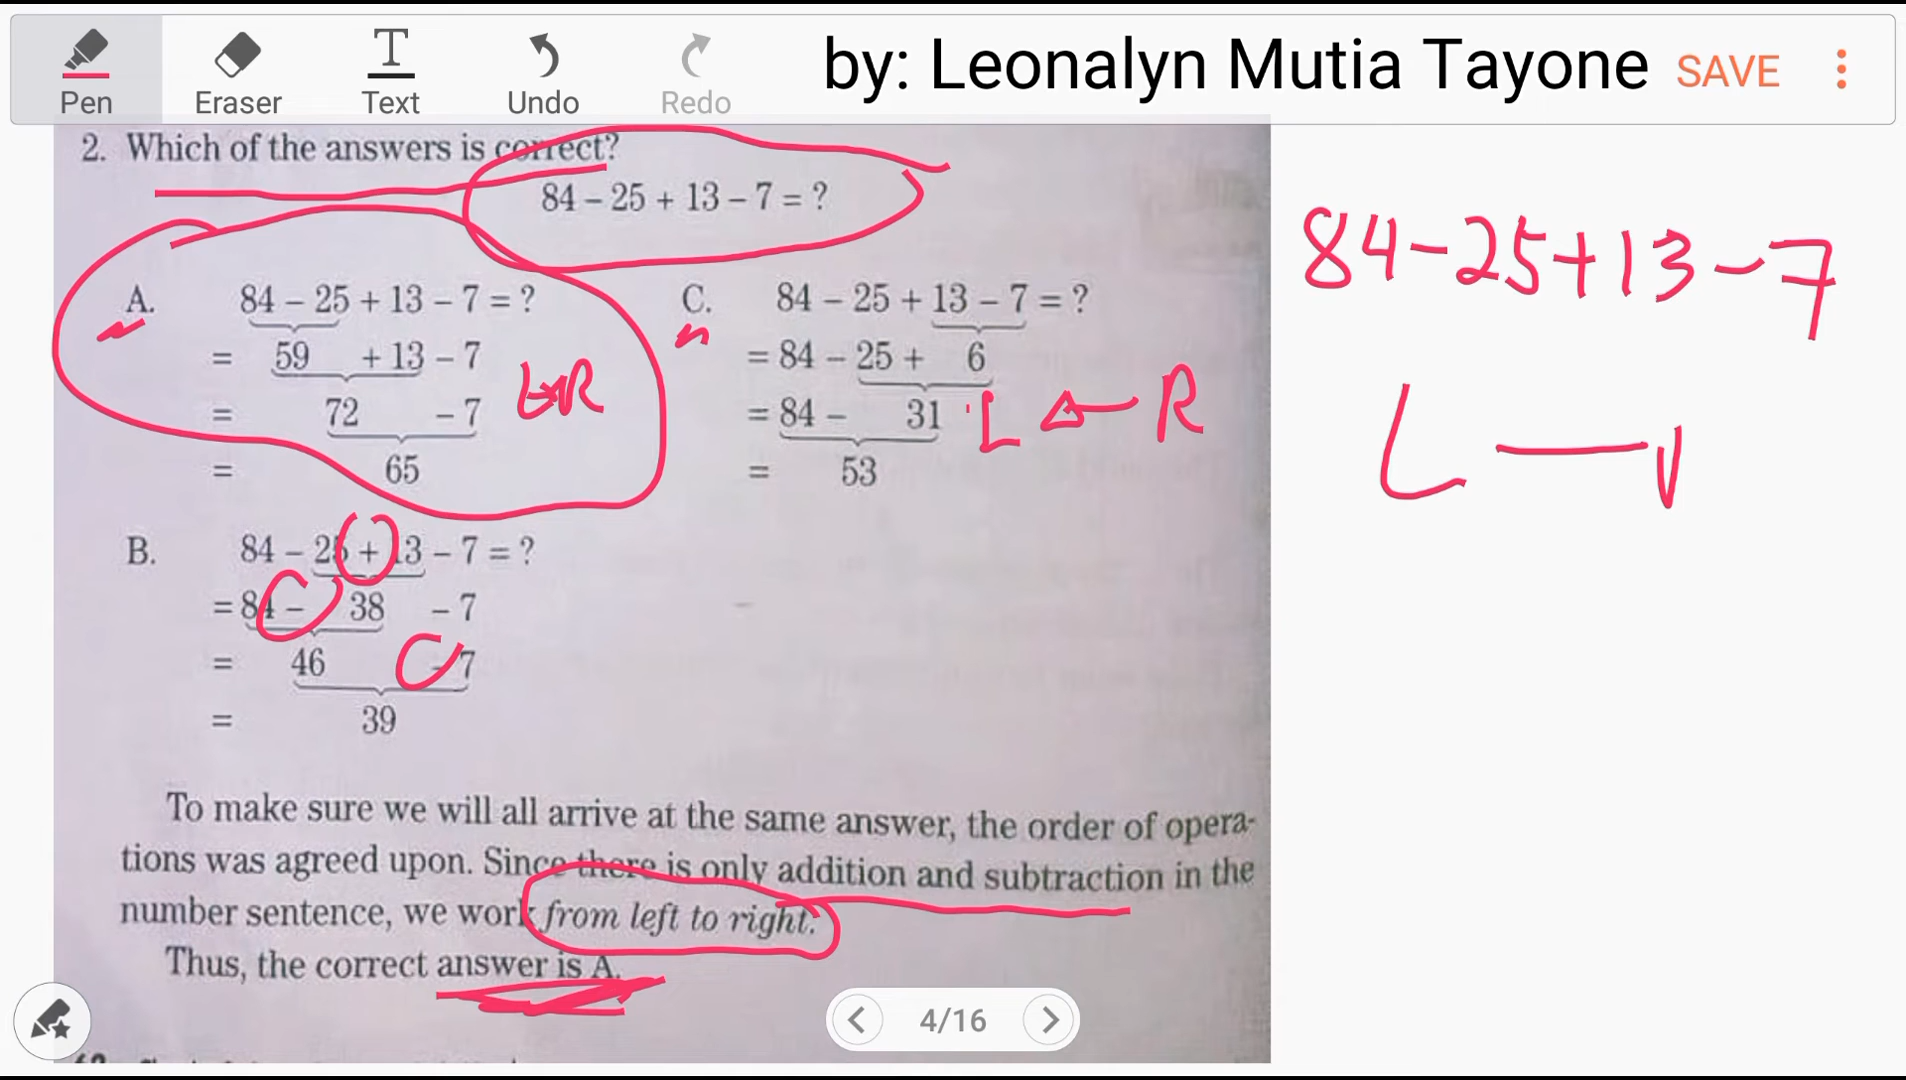 Pen
Eraser
Text
Undo
Redo
by: Leonalyn Mutia Tayone
SAVE
2. Which of the answers is correct?
84 – 25 + 13 – 7 = ?
A. 84 – 25 + 13 – 7 = ?
= 59 + 13 – 7
= 72 – 7
= 65
L→R
C. 84 – 25 + 13 – 7 = ?
= 84 – 25 + 6
= 84 – 31
= 53
L ← R
B. 84 – 25 + 13 – 7 = ?
= 84 – 38 – 7
= 46 – 7
= 39
84-25+13-7
L
To make sure we will all arrive at the same answer, the order of opera-
tions was agreed upon. Since there is only addition and subtraction in the
number sentence, we work from left to right.
Thus, the correct answer is A.
4/16